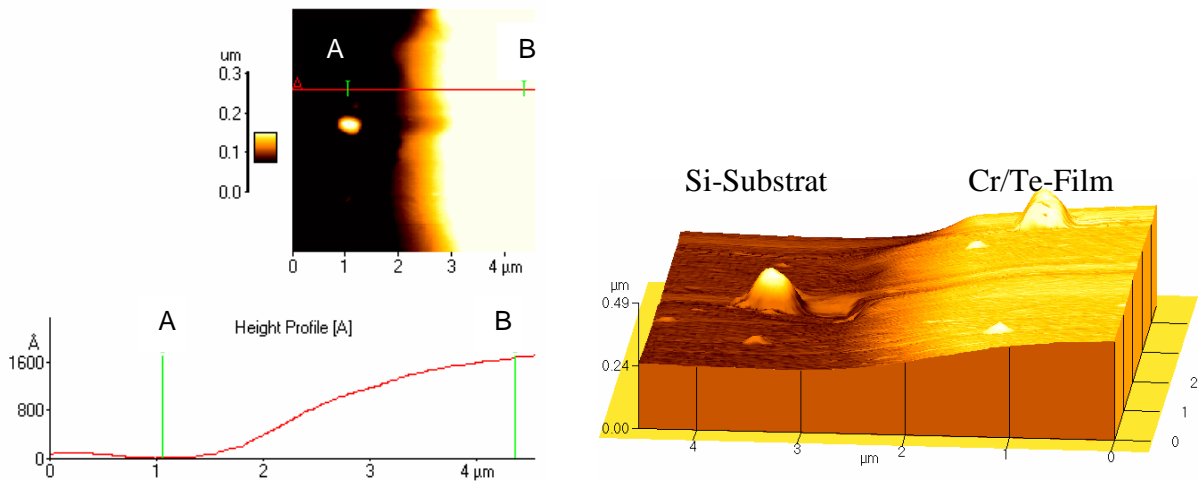 A B
um
0.3
0.2
0.1
0.0
0 1 2 3 4 µm
A B
Height Profile [A]
Å
1600
800
0
0 1 2 3 4 µm
Si-Substrat Cr/Te-Film
µm
0.49
0.24
0.00
4 3 2 1 0
µm
2
1
0